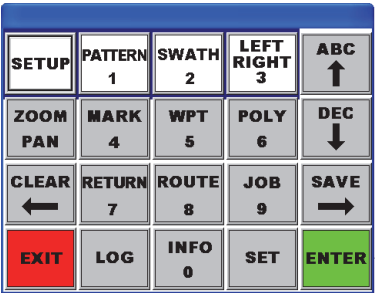 SETUP
PATTERN
1
SWATH
2
LEFT
RIGHT
3
ABC
ZOOM
PAN
MARK
4
WPT
5
POLY
6
DEC
CLEAR
RETURN
7
ROUTE
8
JOB
9
SAVE
EXIT
LOG
INFO
0
SET
ENTER